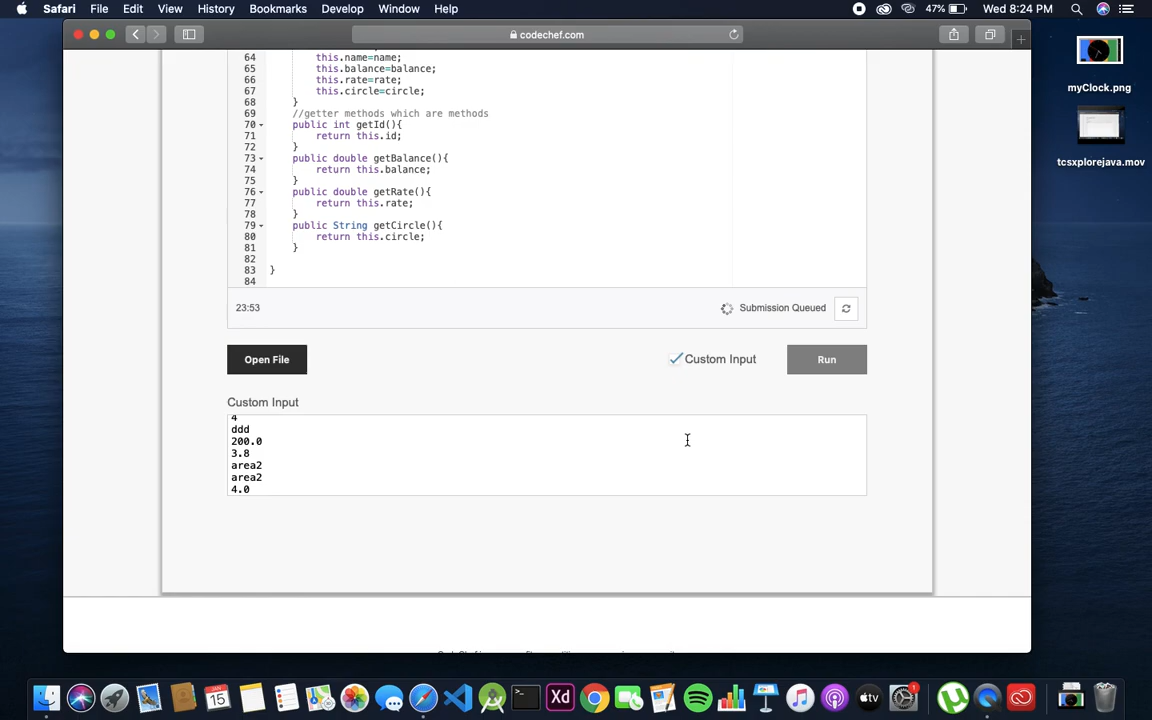 Safari File Edit View History Bookmarks Develop Window Help 47% Wed 8:24 PM
codechef.com
64 this.name=name;
65 this.balance=balance;
66 this.rate=rate;
67 this.circle=circle;
68 }
69 //getter methods which are methods
70 public int getId(){
71 return this.id;
72 }
73 public double getBalance(){
74 return this.balance;
75 }
76 public double getRate(){
77 return this.rate;
78 }
79 public String getCircle(){
80 return this.circle;
81 }
82
83 }
84
23:53 Submission Queued
Open File Custom Input Run
Custom Input
4
ddd
200.0
3.8
area2
area2
4.0
myClock.png
tcsxplorejava.mov
15
Xd
tv
1